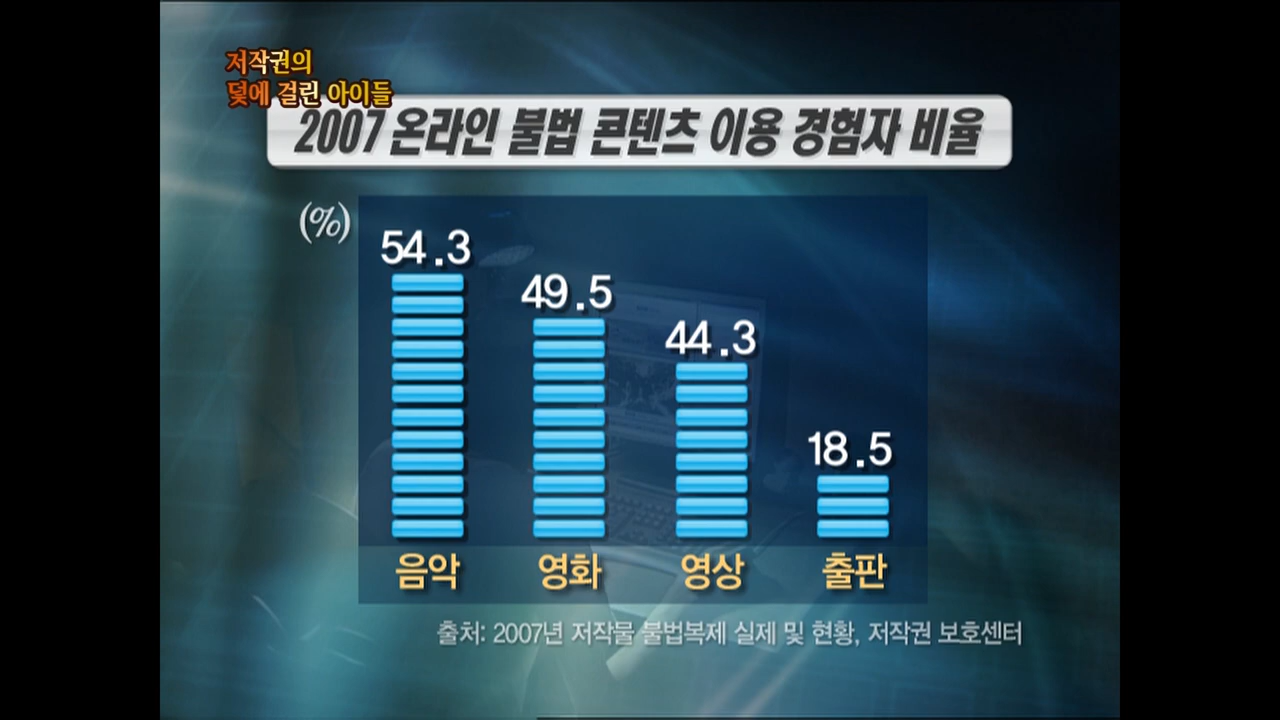 저작권의
덫에 걸린 아이들
2007 온라인 불법 콘텐츠 이용 경험자 비율
(%)
54.3
49.5
44.3
18.5
음악 영화 영상 출판
출처: 2007년 저작물 불법복제 실제 및 현황, 저작권 보호센터